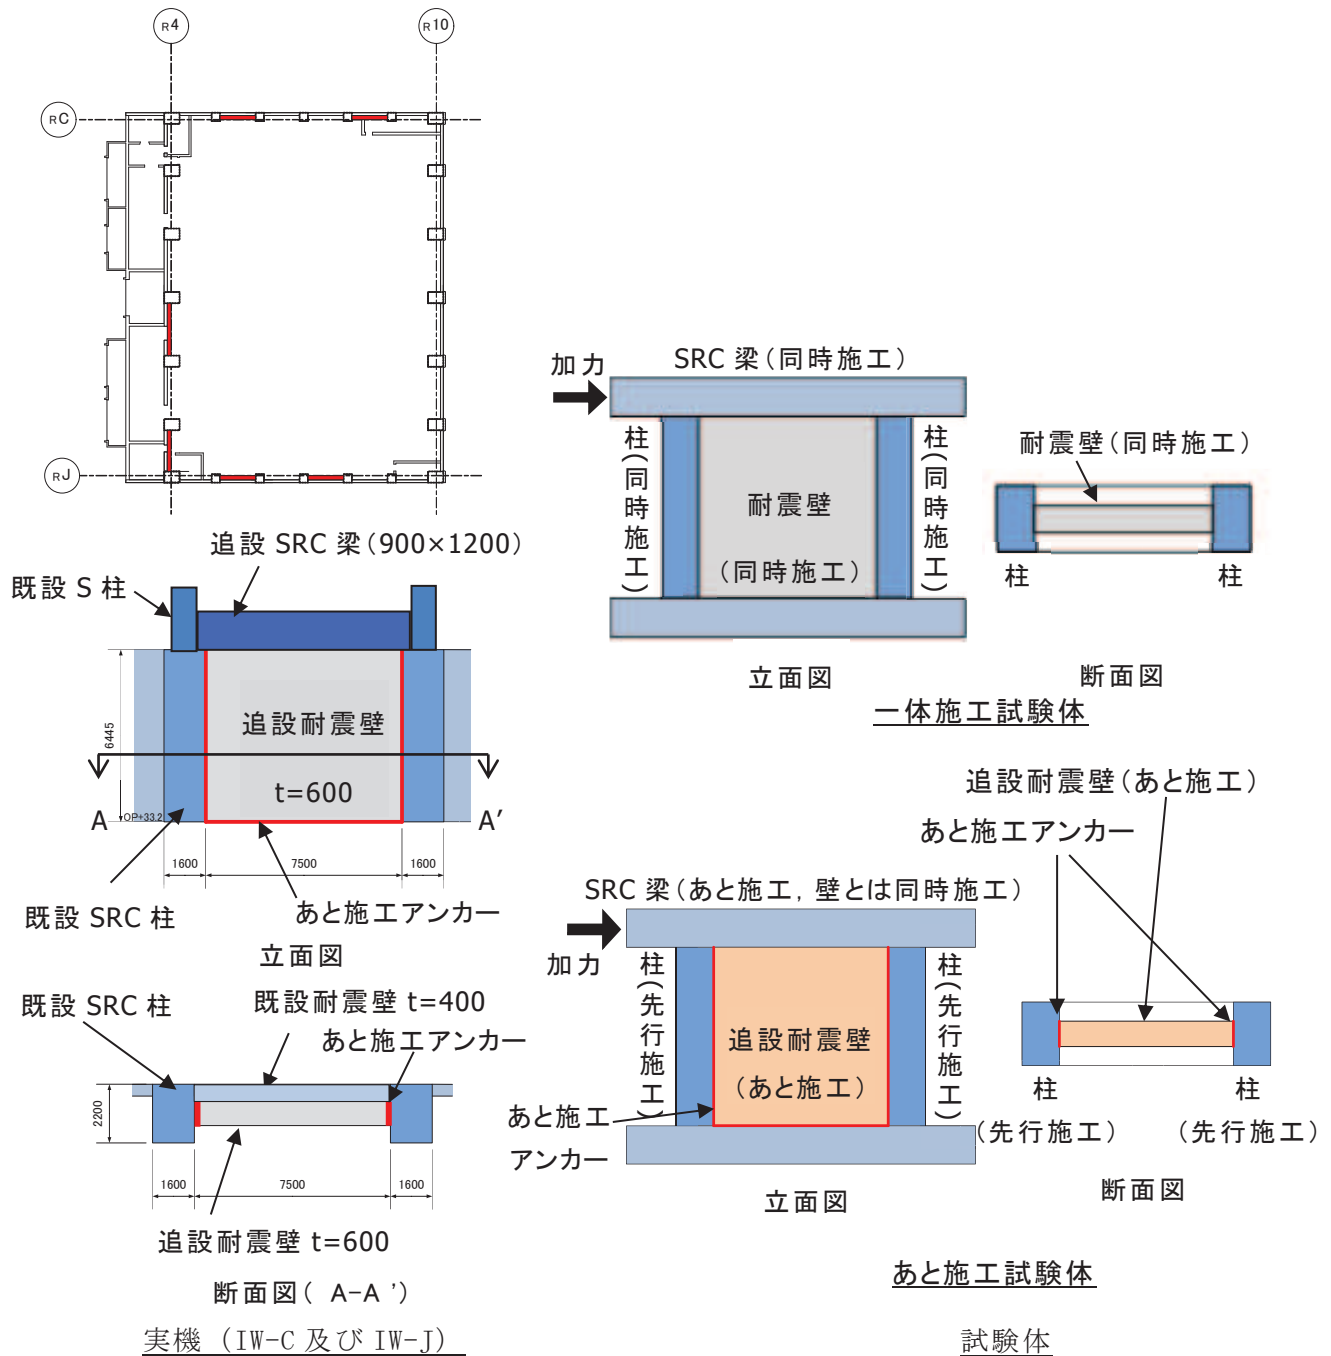 R4
R10
RC
RJ
追設 SRC 梁(900×1200)
既設 S 柱
追設耐震壁
t=600
6445
OP+33.2
A
A'
1600
7500
1600
既設 SRC 柱
あと施工アンカー
立面図
既設 SRC 柱
既設耐震壁 t=400
あと施工アンカー
2200
1600
7500
1600
追設耐震壁 t=600
断面図( A-A ')
実機 (IW-C 及び IW-J)
加力
SRC 梁(同時施工)
柱(同時施工)
耐震壁
(同時施工)
柱(同時施工)
耐震壁(同時施工)
柱
柱
立面図
断面図
一体施工試験体
追設耐震壁(あと施工)
あと施工アンカー
SRC 梁(あと施工, 壁とは同時施工)
加力
柱(先行施工)
追設耐震壁
(あと施工)
柱(先行施工)
あと施工
アンカー
柱
(先行施工)
柱
(先行施工)
立面図
断面図
あと施工試験体
試験体